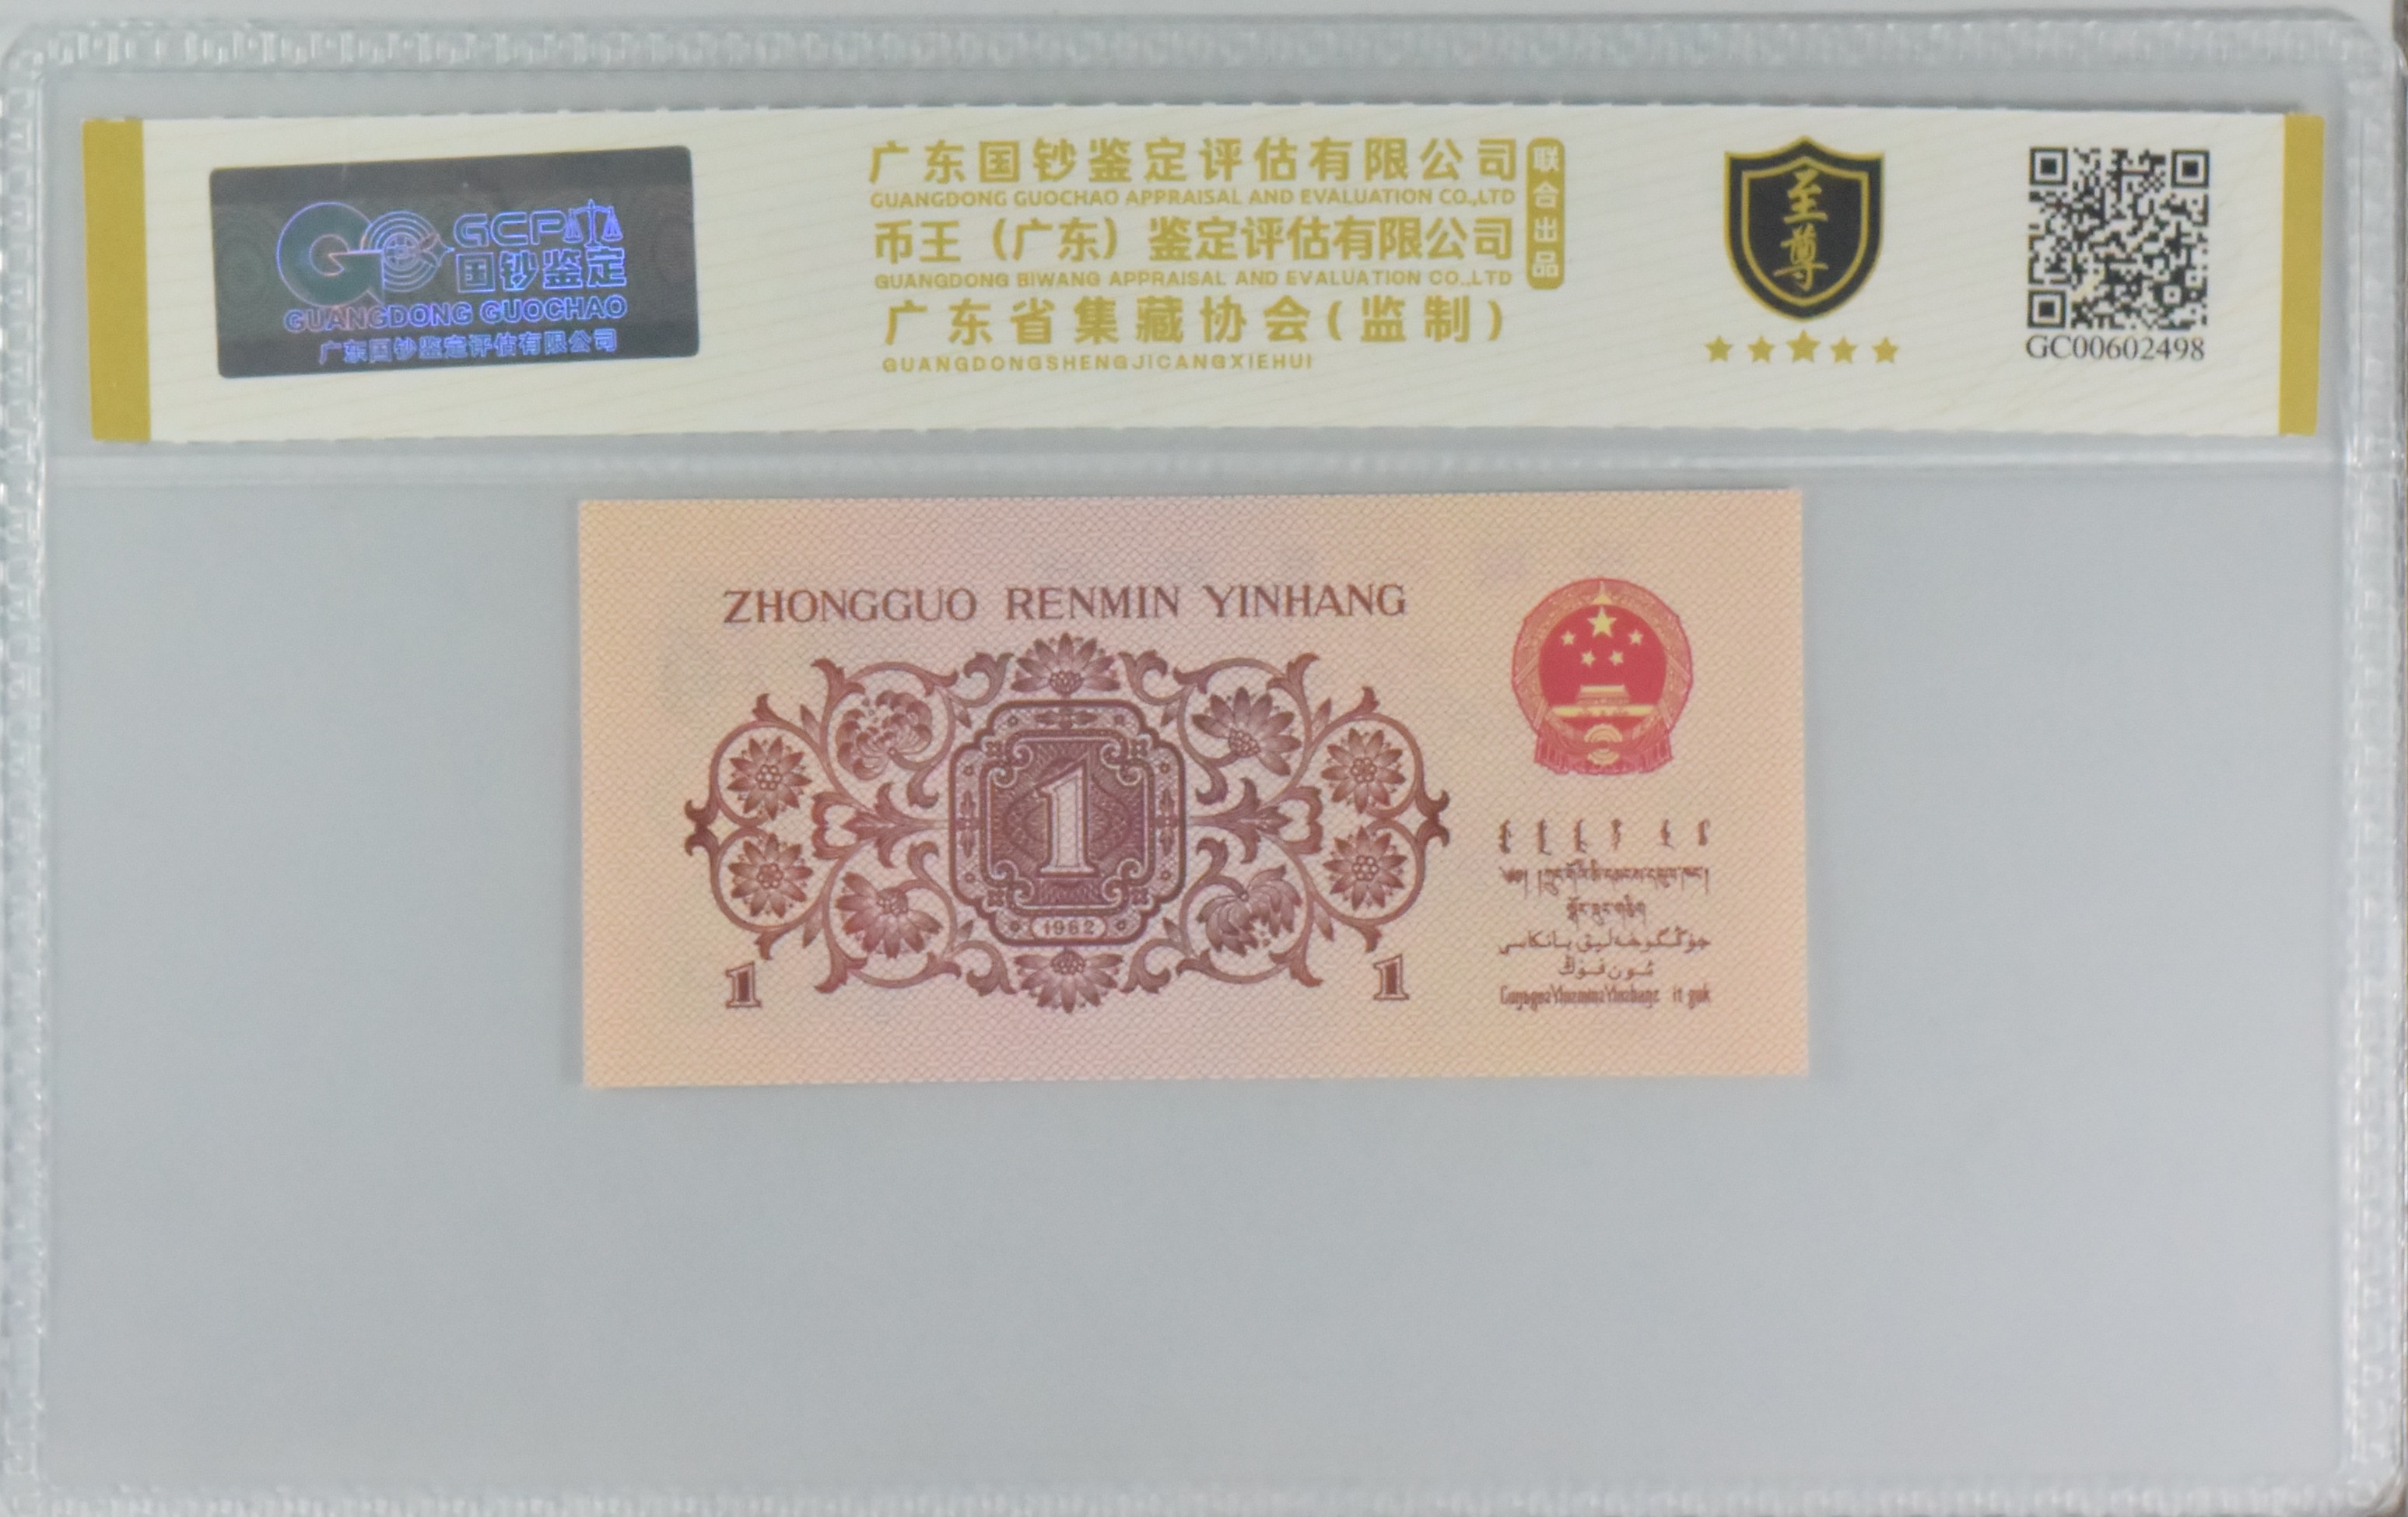 GCP
国钞鉴定
GUANGDONG GUOCHAO
广东国钞鉴定评估有限公司
广东国钞鉴定评估有限公司
GUANGDONG GUOCHAO APPRAISAL AND EVALUATION CO.,LTD
币王（广东）鉴定评估有限公司
GUANGDONG BIWANG APPRAISAL AND EVALUATION CO.,LTD
广东省集藏协会(监制)
GUANGDONGSHENGJICANGXIEHUI
联合出品
至尊
GC00602498
ZHONGGUO RENMIN YINHANG
1
1962
1
1
جۇڭگو خەلىق بانكاسى